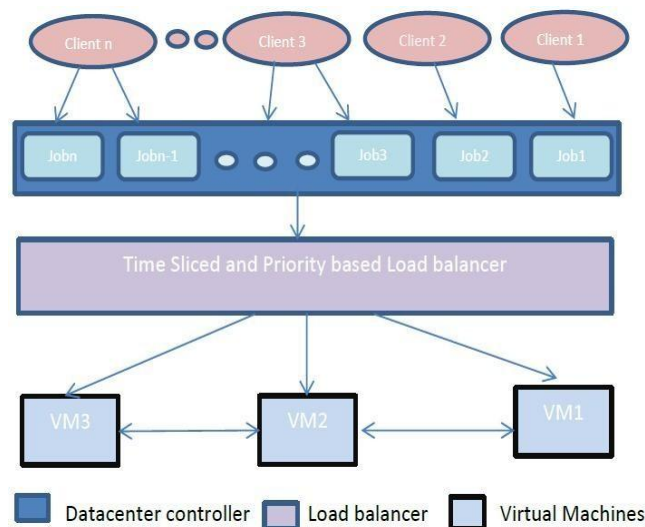 Client n
Client 3
Client 2
Client 1
Jobn
Jobn-1
Job3
Job2
Job1
Time Sliced and Priority based Load balancer
VM3
VM2
VM1
Datacenter controller
Load balancer
Virtual Machines